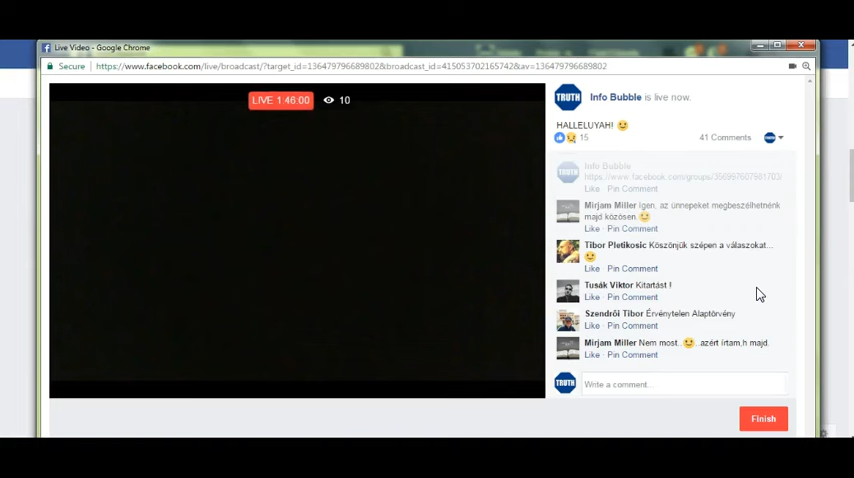 Live Video - Google Chrome
Secure https://www.facebook.com/live/broadcast/?target_id=136479796689802&broadcast_id=415053702165742&av=136479796689802
LIVE 1:46:00 10
TRUTH
Info Bubble is live now.
HALLELUYAH!
15 41 Comments TRUTH
TRUTH
Info Bubble
https://www.facebook.com/groups/356997607981703/
Like · Pin Comment
Mirjam Miller Igen, az ünnepeket megbeszélhetnénk
majd közösen.
Like · Pin Comment
Tibor Pletikosic Köszönjük szépen a válaszokat...
Like · Pin Comment
Tusák Viktor Kitartást !
Like · Pin Comment
Szendrői Tibor Érvénytelen Alaptörvény
Like · Pin Comment
Mirjam Miller Nem most.. ..azért írtam,h majd.
Like · Pin Comment
TRUTH
Write a comment...
Finish